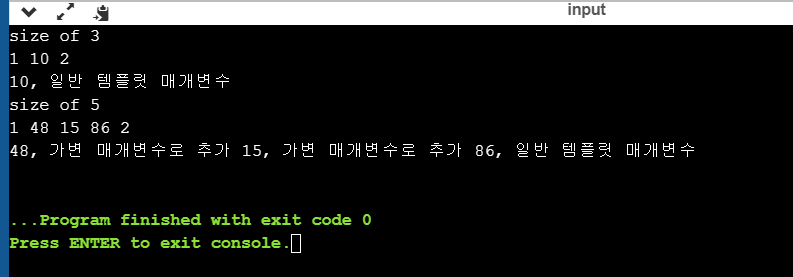 input
size of 3
1 10 2
10, 일반 템플릿 매개변수
size of 5
1 48 15 86 2
48, 가변 매개변수로 추가 15, 가변 매개변수로 추가 86, 일반 템플릿 매개변수
...Program finished with exit code 0
Press ENTER to exit console.